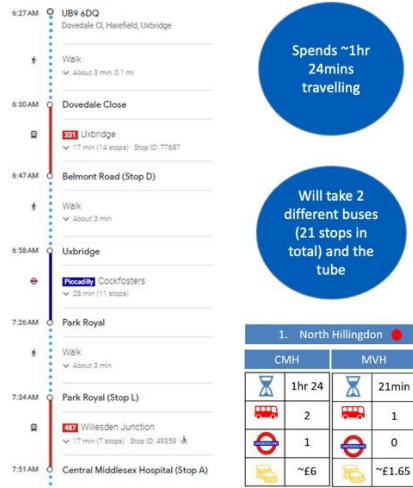 6:27AM UB9 6DQ
Dovedale Cl, Harefield, Uxbridge
Walk
About 3 min, 0.1 mi
6:30AM Dovedale Close
331 Uxbridge
17 min (14 stops) · Stop ID: 77687
6:47AM Belmont Road (Stop D)
Walk
About 3 min
6:58AM Uxbridge
Piccadilly Cockfosters
28 min (11 stops)
7:26AM Park Royal
Walk
About 3 min
7:34AM Park Royal (Stop L)
487 Willesden Junction
17 min (7 stops) · Stop ID: 49359 ·
7:51AM Central Middlesex Hospital (Stop A)
Spends ~1hr
24mins
travelling
Will take 2
different buses
(21 stops in
total) and the
tube
1. North Hillingdon
CMH MVH
1hr 24 21min
2 1
UNDERGROUND 1 UNDERGROUND 0
~£6 ~£1.65